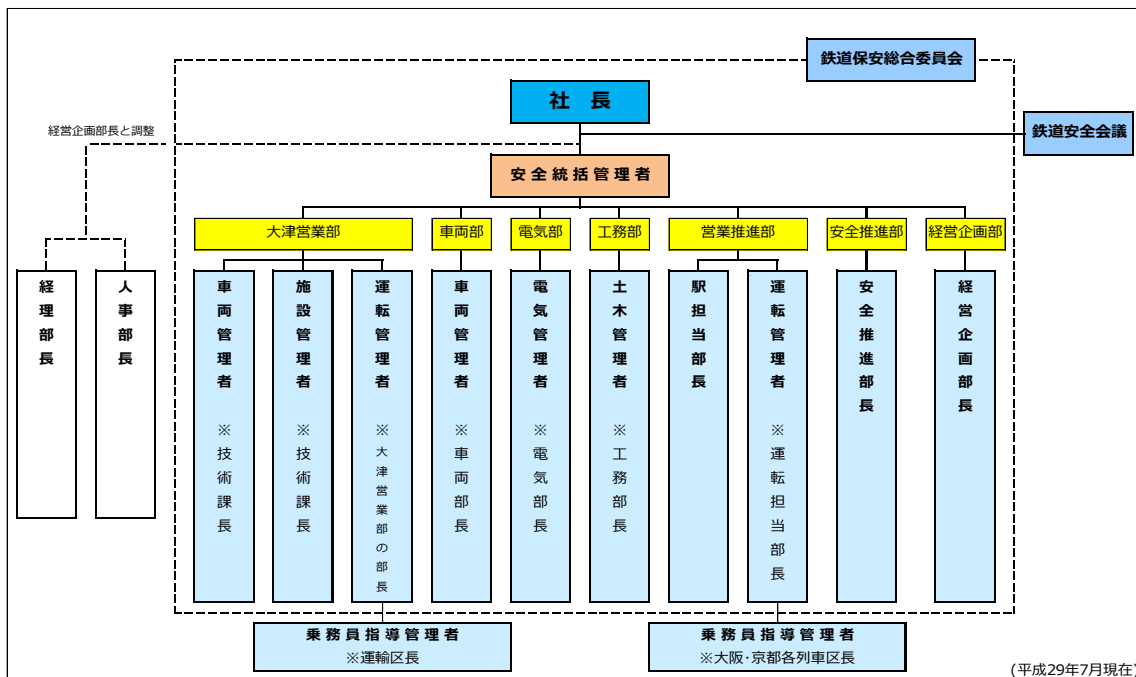 鉄道保安総合委員会
社 長
鉄道安全会議
経営企画部長と調整
安全統括管理者
大津営業部
車両部
電気部
工務部
営業推進部
安全推進部
経営企画部
経理部長
人事部長
車両管理者 ※技術課長
施設管理者 ※技術課長
運転管理者 ※大津営業部の部長
車両管理者 ※車両部長
電気管理者 ※電気部長
土木管理者 ※工務部長
駅担当部長
運転管理者 ※運転担当部長
安全推進部長
経営企画部長
乗務員指導管理者
※運輸区長
乗務員指導管理者
※大阪・京都各列車区長
(平成29年7月現在)